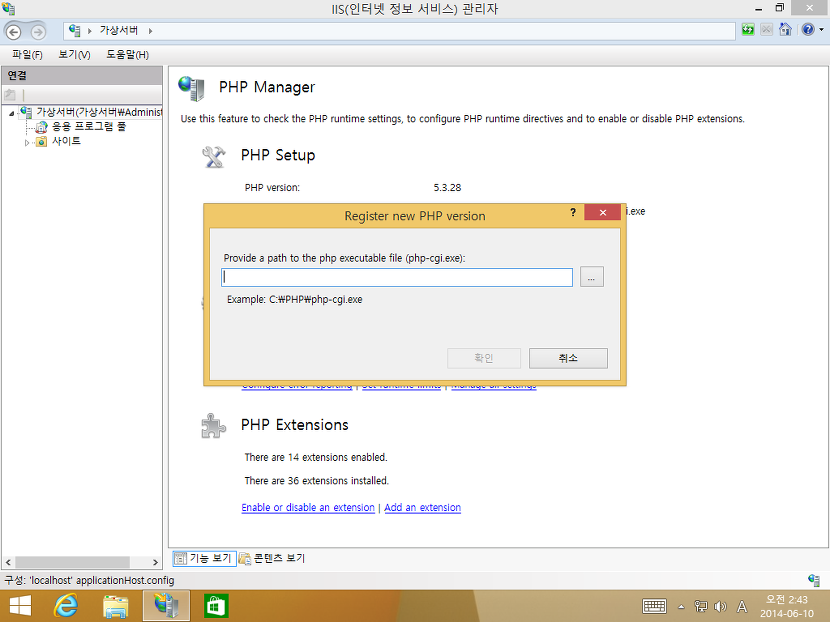 IIS(인터넷 정보 서비스) 관리자
가상서버
파일(F) 보기(V) 도움말(H)
연결
가상서버(가상서버₩Administ
응용 프로그램 풀
사이트
PHP Manager
Use this feature to check the PHP runtime settings, to configure PHP runtime directives and to enable or disable PHP extensions.
PHP Setup
PHP version: 5.3.28
i.exe
Register new PHP version
Provide a path to the php executable file (php-cgi.exe):
...
Example: C:₩PHP₩php-cgi.exe
확인 취소
Configure error reporting | Set runtime limits | Manage all settings
PHP Extensions
There are 14 extensions enabled.
There are 36 extensions installed.
Enable or disable an extension | Add an extension
기능 보기 콘텐츠 보기
구성: 'localhost' applicationHost.config
A
오전 2:43
2014-06-10